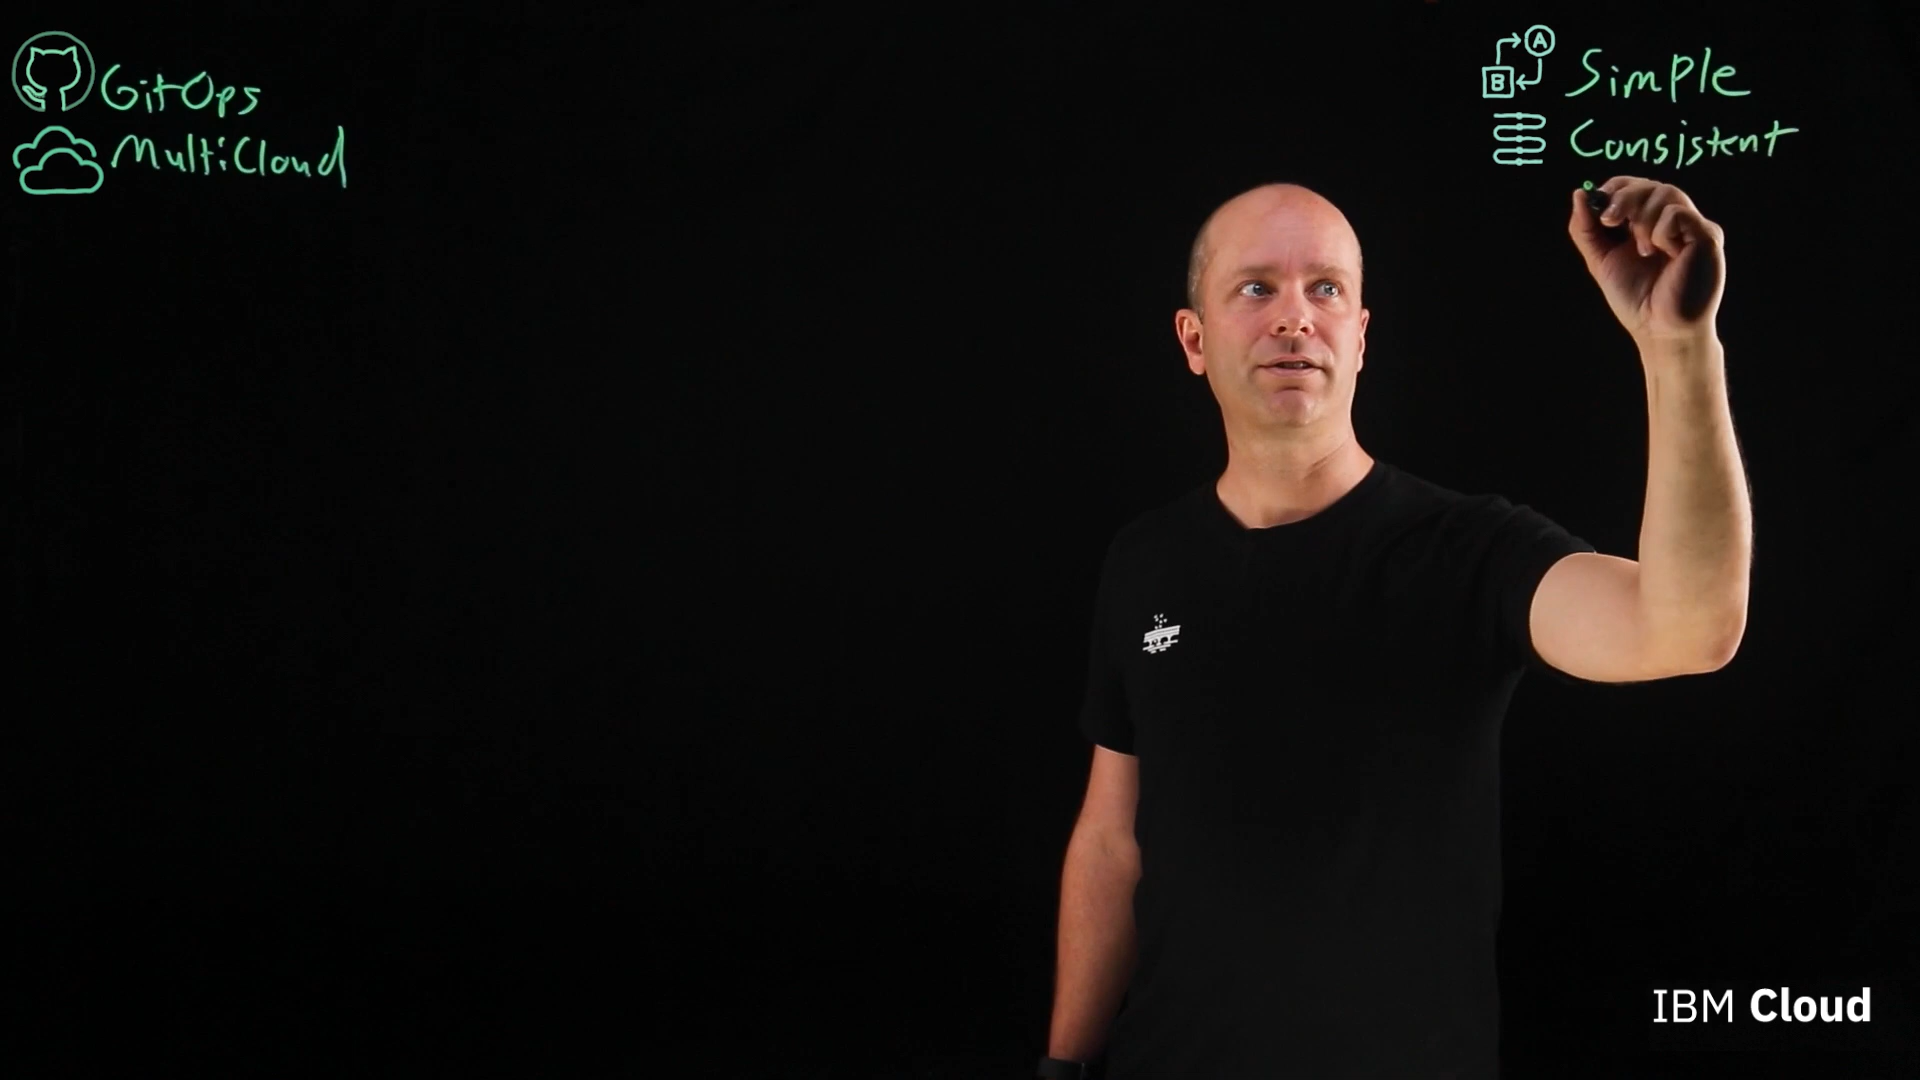 GitOps
MultiCloud
A
B
Simple
Consistent
IBM Cloud